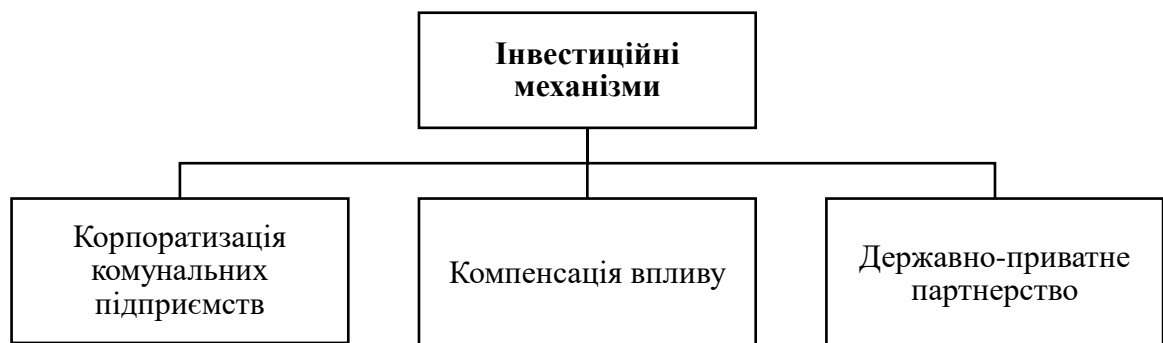 Інвестиційні
механізми
Корпоратизація
комунальних
підприємств
Компенсація впливу
Державно-приватне
партнерство